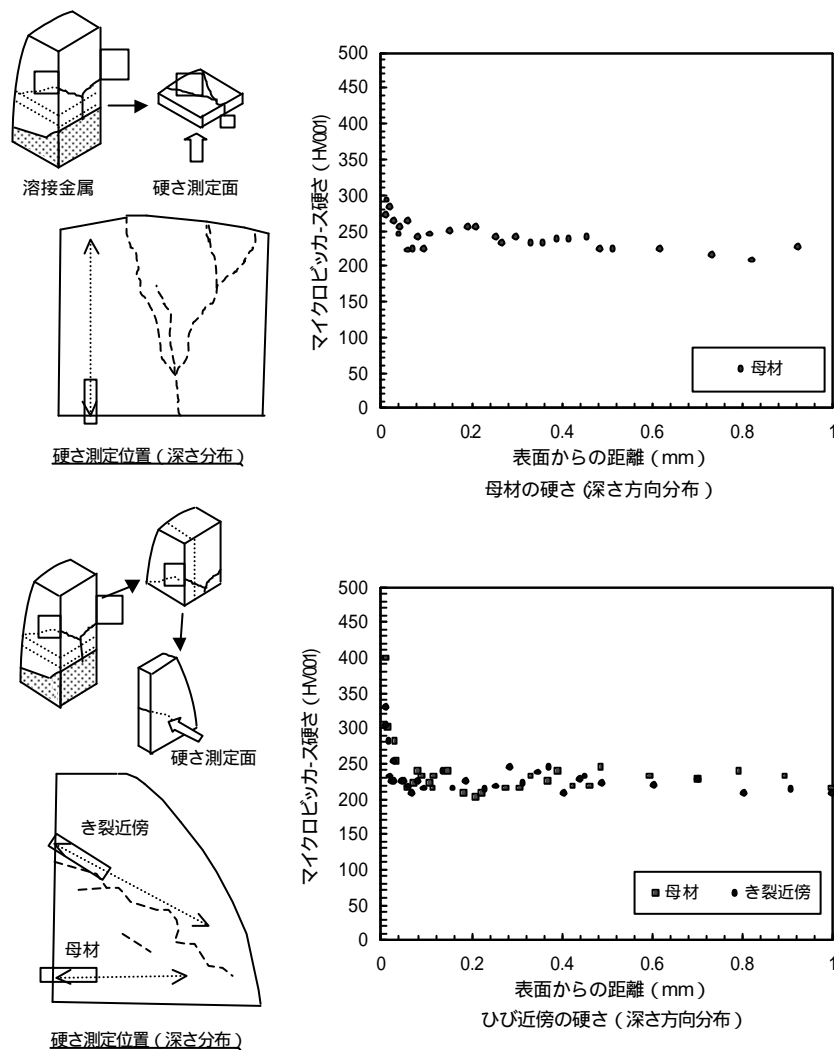 溶接金属
硬さ測定面
硬さ測定位置（深さ分布）
マイクロビッカ-ス硬さ（HV001）
500
450
400
350
300
250
200
150
100
50
0
母材
0
0.2
0.4
0.6
0.8
1
表面からの距離（mm）
母材の硬さ（深さ方向分布）
硬さ測定面
き裂近傍
母材
硬さ測定位置（深さ分布）
マイクロビッカ-ス硬さ（HV001）
500
450
400
350
300
250
200
150
100
50
0
母材
き裂近傍
0
0.2
0.4
0.6
0.8
1
表面からの距離（mm）
ひび近傍の硬さ（深さ方向分布）